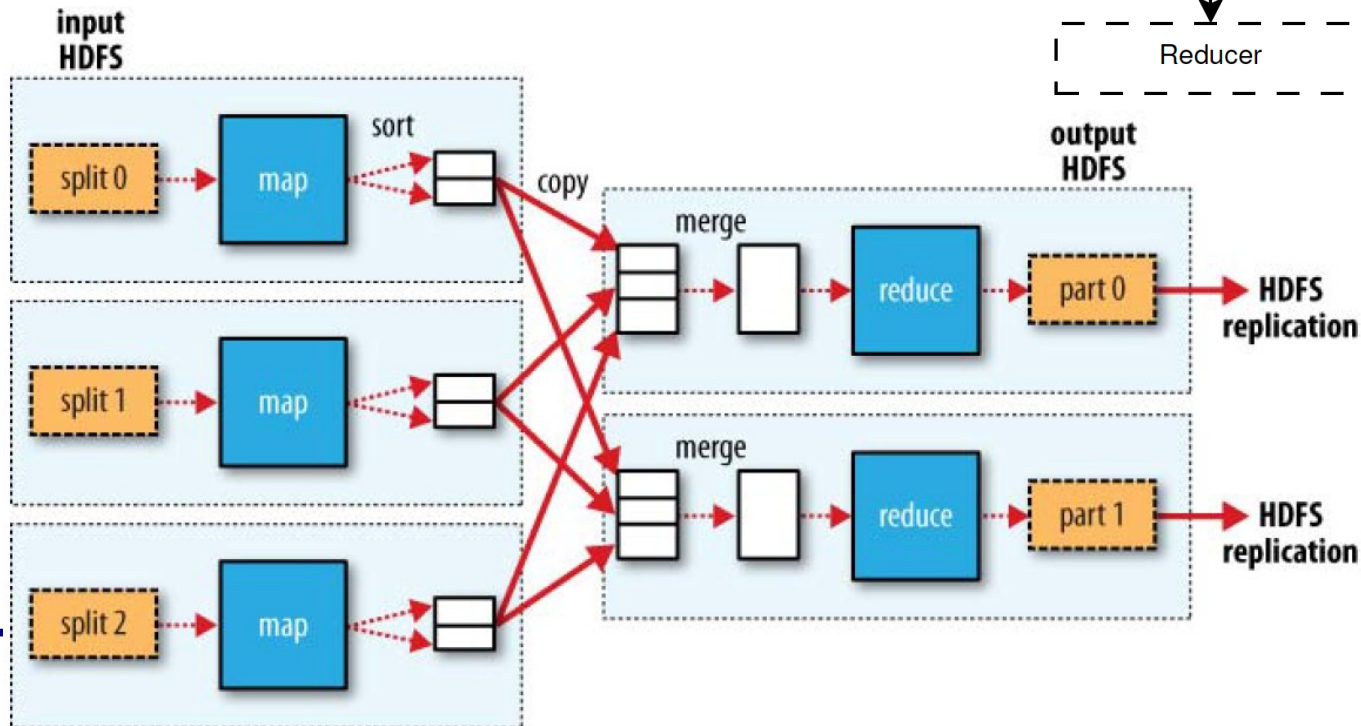 input
HDFS
Reducer
output
HDFS
sort
split 0
map
copy
merge
reduce
part 0
HDFS
replication
split 1
map
merge
reduce
part 1
HDFS
replication
split 2
map